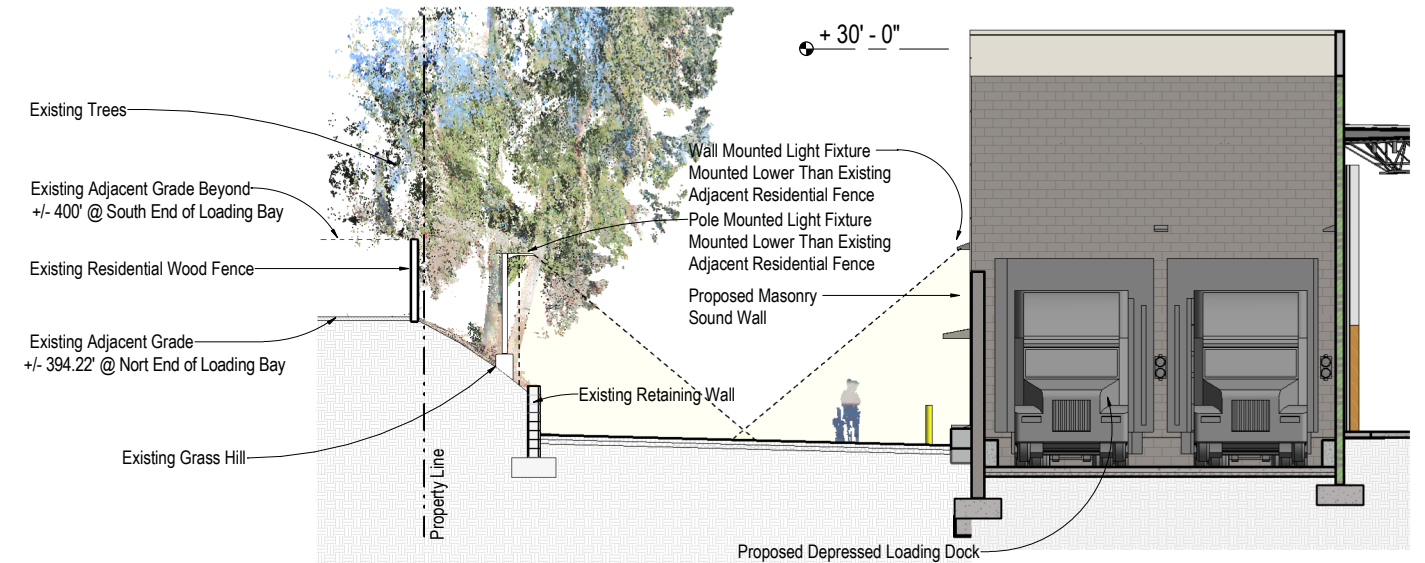 + 30' - 0"
Existing Trees
Existing Adjacent Grade Beyond
+/- 400' @ South End of Loading Bay
Existing Residential Wood Fence
Existing Adjacent Grade
+/- 394.22' @ Nort End of Loading Bay
Existing Grass Hill
Property Line
Wall Mounted Light Fixture
Mounted Lower Than Existing
Adjacent Residential Fence
Pole Mounted Light Fixture
Mounted Lower Than Existing
Adjacent Residential Fence
Proposed Masonry
Sound Wall
Existing Retaining Wall
Proposed Depressed Loading Dock